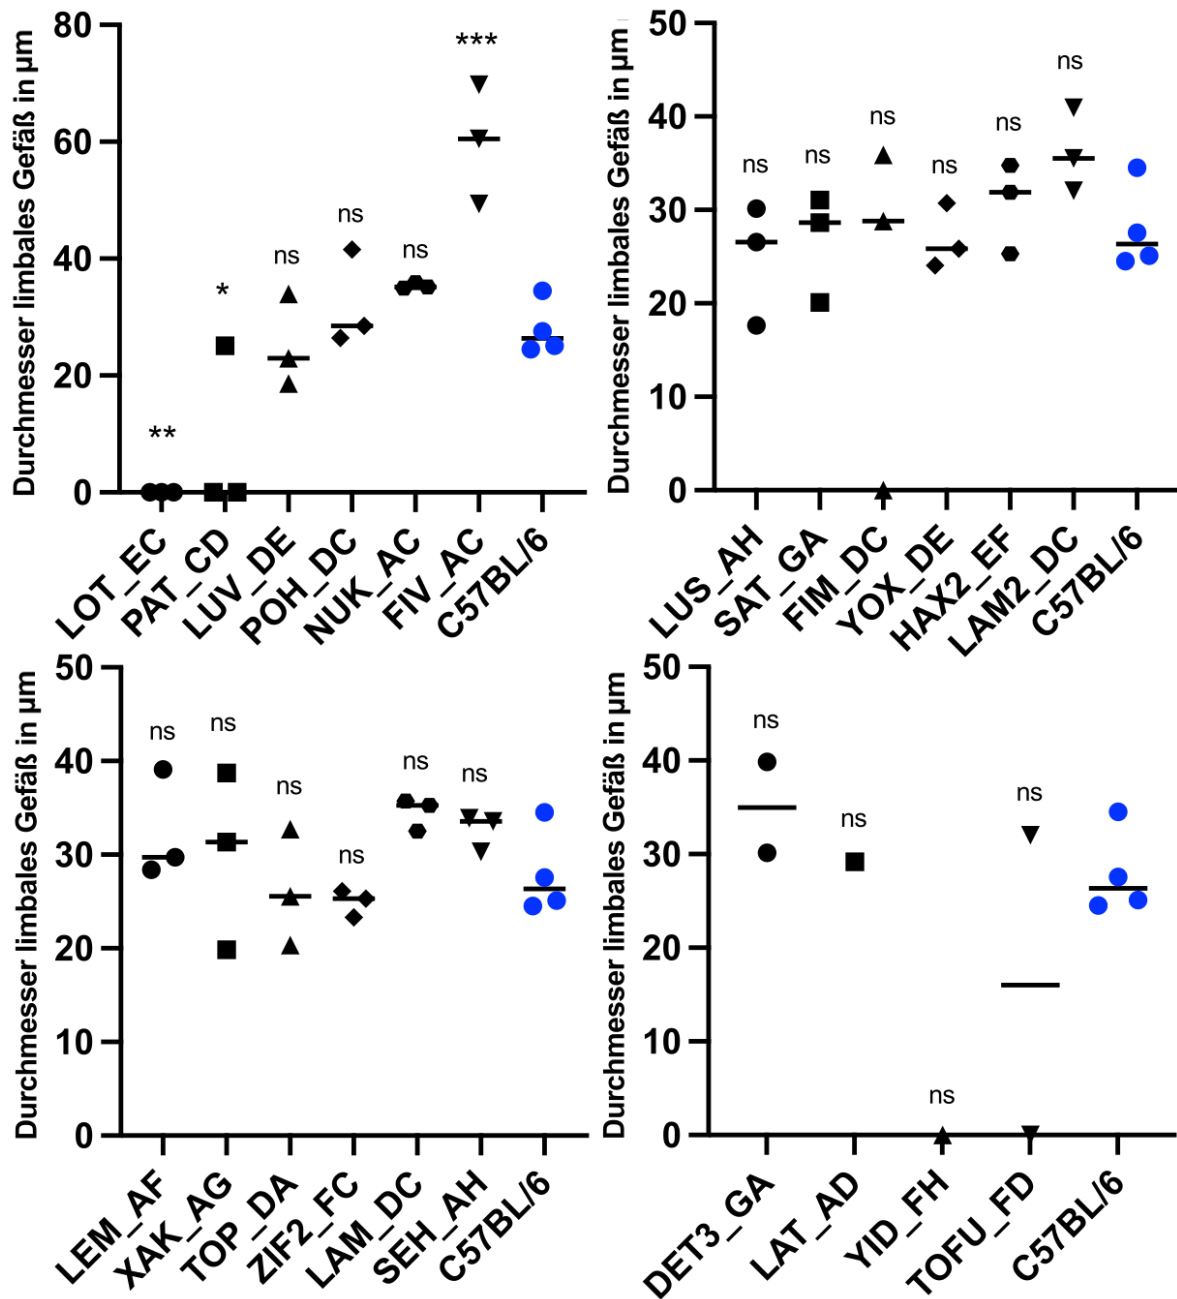 Durchmesser limbales Gefäß in µm
80
60
40
20
0
**
*
ns
ns
ns
***
LOT_EC
PAT_CD
LUV_DE
POH_DC
NUK_AC
FIV_AC
C57BL/6
Durchmesser limbales Gefäß in µm
50
40
30
20
10
0
ns
ns
ns
ns
ns
ns
LUS_AH
SAT_GA
FIM_DC
YOX_DE
HAX2_EF
LAM2_DC
C57BL/6
Durchmesser limbales Gefäß in µm
50
40
30
20
10
0
ns
ns
ns
ns
ns
ns
LEM_AF
XAK_AG
TOP_DA
ZIF2_FC
LAM_DC
SEH_AH
C57BL/6
Durchmesser limbales Gefäß in µm
50
40
30
20
10
0
ns
ns
ns
ns
DET3_GA
LAT_AD
YID_FH
TOFU_FD
C57BL/6